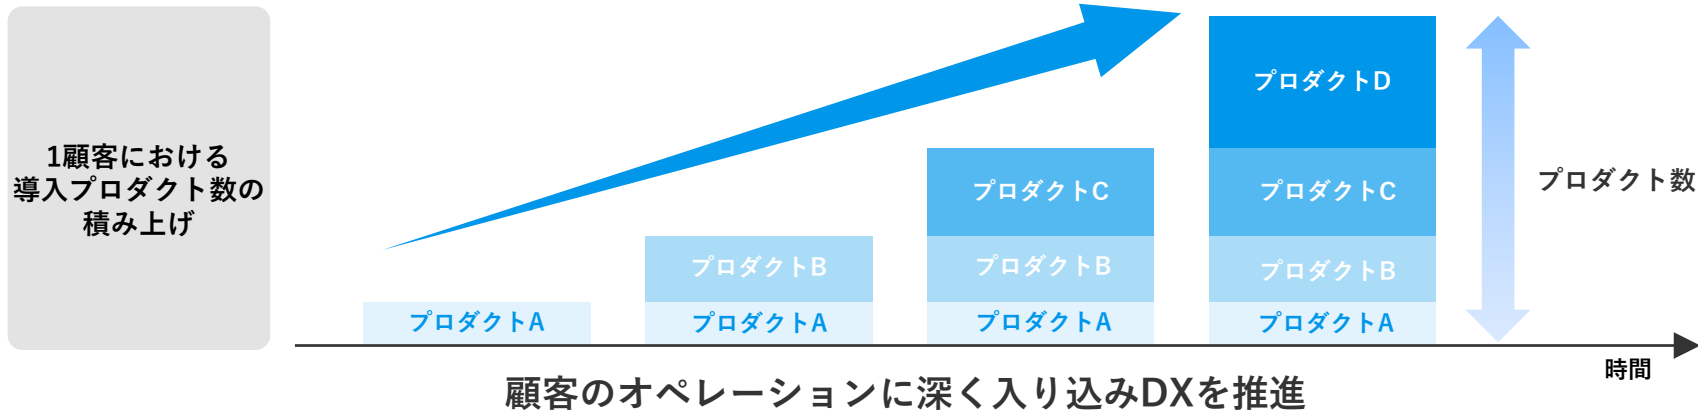 1顧客における
導入プロダクト数の
積み上げ
プロダクトA
プロダクトB
プロダクトA
プロダクトC
プロダクトB
プロダクトA
プロダクトD
プロダクトC
プロダクトB
プロダクトA
プロダクト数
時間
顧客のオペレーションに深く入り込みDXを推進